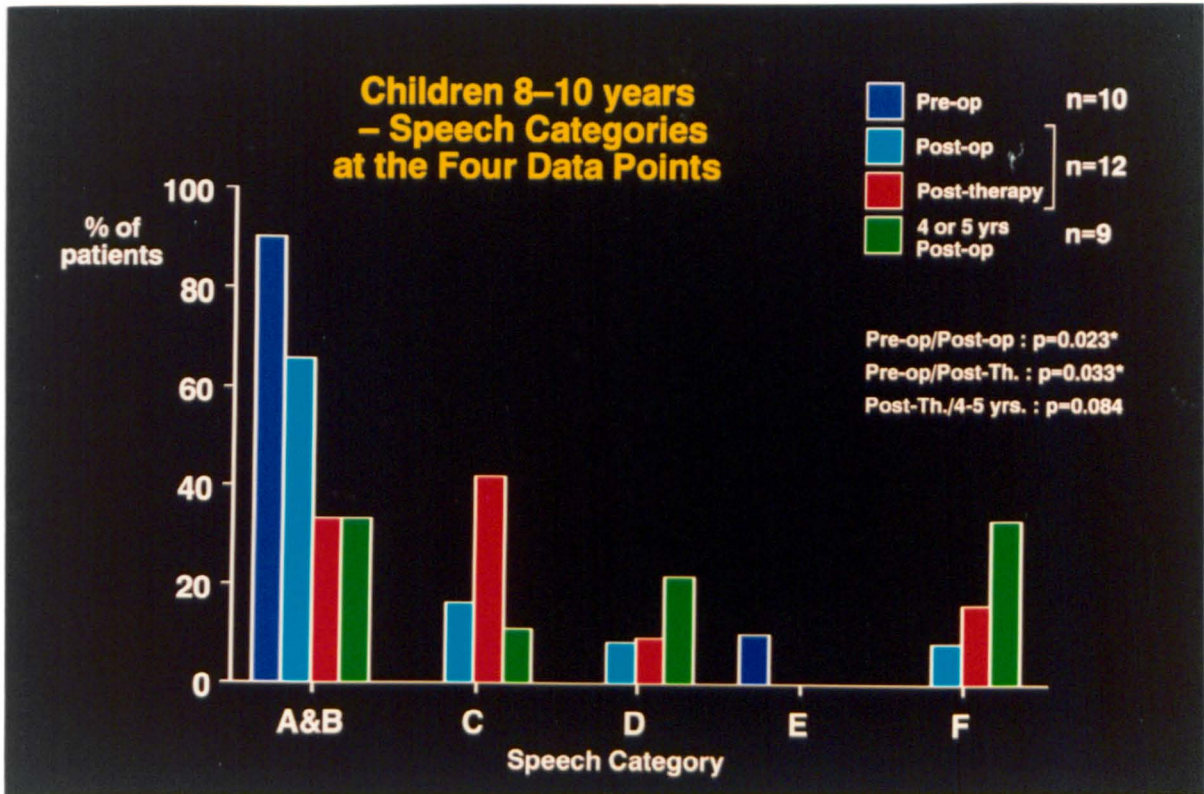 Children 8–10 years
– Speech Categories
at the Four Data Points
Pre-op n=10
Post-op
n=12
Post-therapy
4 or 5 yrs
Post-op
n=9
% of
patients
100
80
60
40
20
0
Pre-op/Post-op : p=0.023*
Pre-op/Post-Th. : p=0.033*
Post-Th./4-5 yrs. : p=0.084
A&B C D E F
Speech Category